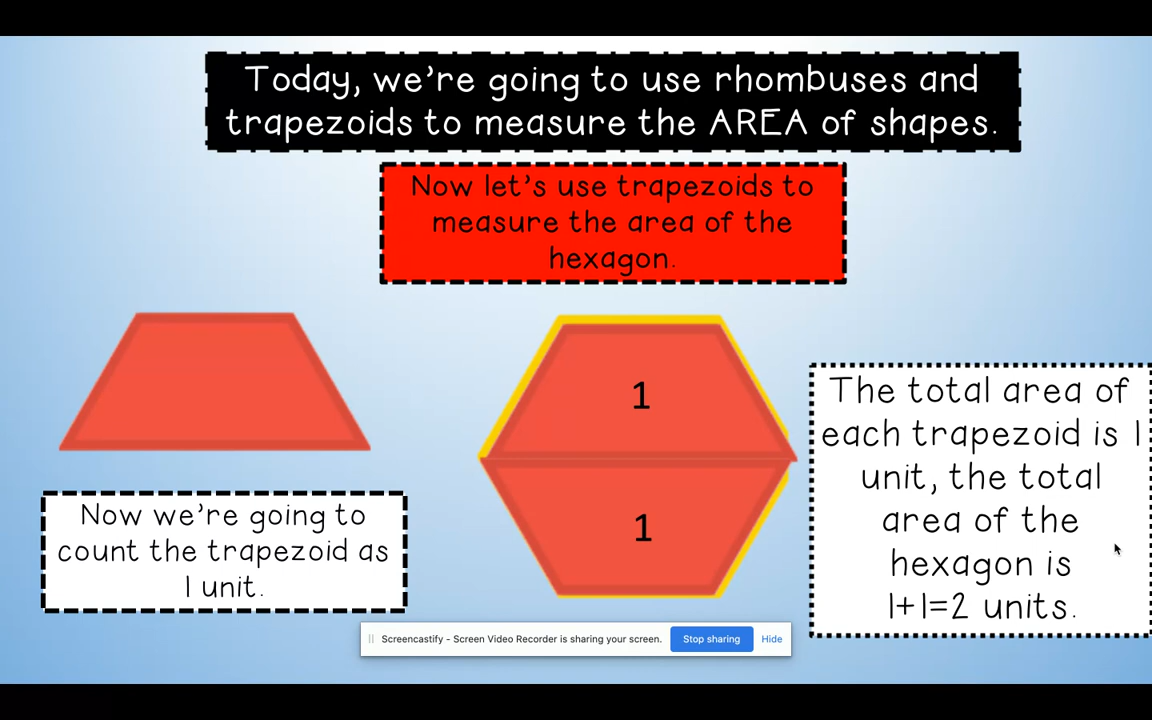 Today, we're going to use rhombuses and
trapezoids to measure the AREA of shapes.
Now let's use trapezoids to
measure the area of the
hexagon.
1
1
Now we're going to
count the trapezoid as
1 unit.
The total area of
each trapezoid is 1
unit, the total
area of the
hexagon is
1+1=2 units.
Screencastify - Screen Video Recorder is sharing your screen. Stop sharing Hide